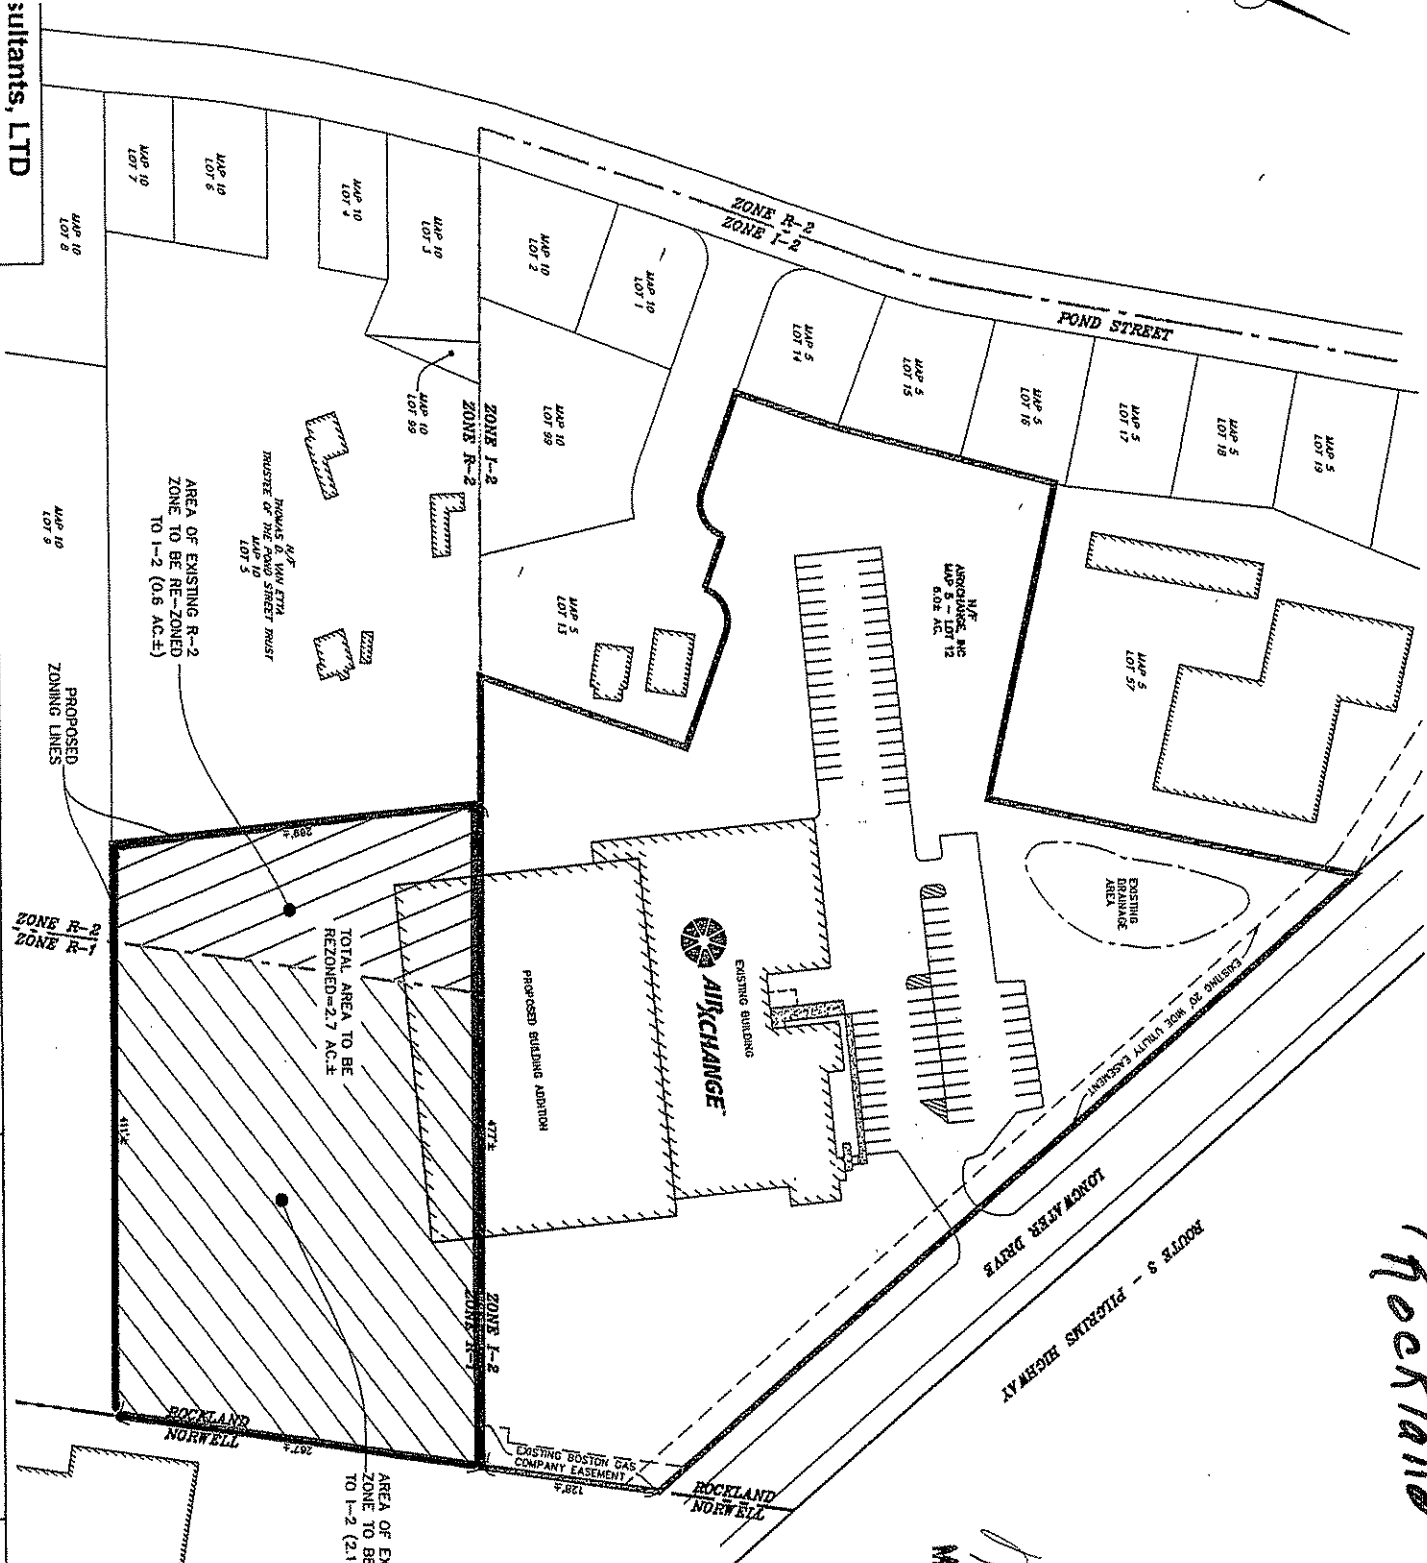 sultants, LTD
Rockland
MAP 10
LOT 8
MAP 10
LOT 7
MAP 10
LOT 6
MAP 10
LOT 4
MAP 10
LOT 3
MAP 10
LOT 2
MAP 10
LOT 1
ZONE R-2
ZONE I-2
POND STREET
MAP 5
LOT 14
MAP 5
LOT 15
MAP 5
LOT 16
MAP 5
LOT 17
MAP 5
LOT 18
MAP 5
LOT 19
MAP 10
LOT 99
ZONE I-2
ZONE R-2
MAP 10
LOT 99
MAP 10
LOT 9
N/F
THOMAS D. VAN ETTA
TRUSTEE OF THE POND STREET TRUST
MAP 10
LOT 5
AREA OF EXISTING R-2
ZONE TO BE RE-ZONED
TO I-2 (0.6 AC.±)
MAP 5
LOT 13
N/F
AIRXCHANGE, INC
MAP 5 - LOT 12
6.0± AC.
MAP 5
LOT 57
PROPOSED
ZONING LINES
269'±
EXISTING
DRAINAGE
AREA
EXISTING 20' WIDE UTILITY EASEMENT
ZONE R-2
ZONE R-1
TOTAL AREA TO BE
REZONED=2.7 AC.±
PROPOSED BUILDING ADDITION
AIRXCHANGE
EXISTING BUILDING
411'±
477'±
LONGWATER DRIVE
ROUTE 3 - PILGRIMS HIGHWAY
ZONE I-2
ZONE R-1
ROCKLAND
NORWELL
267'±
EXISTING BOSTON GAS
COMPANY EASEMENT
128'±
ROCKLAND
NORWELL
AREA OF EX
ZONE TO BE
TO I-2 (2.1